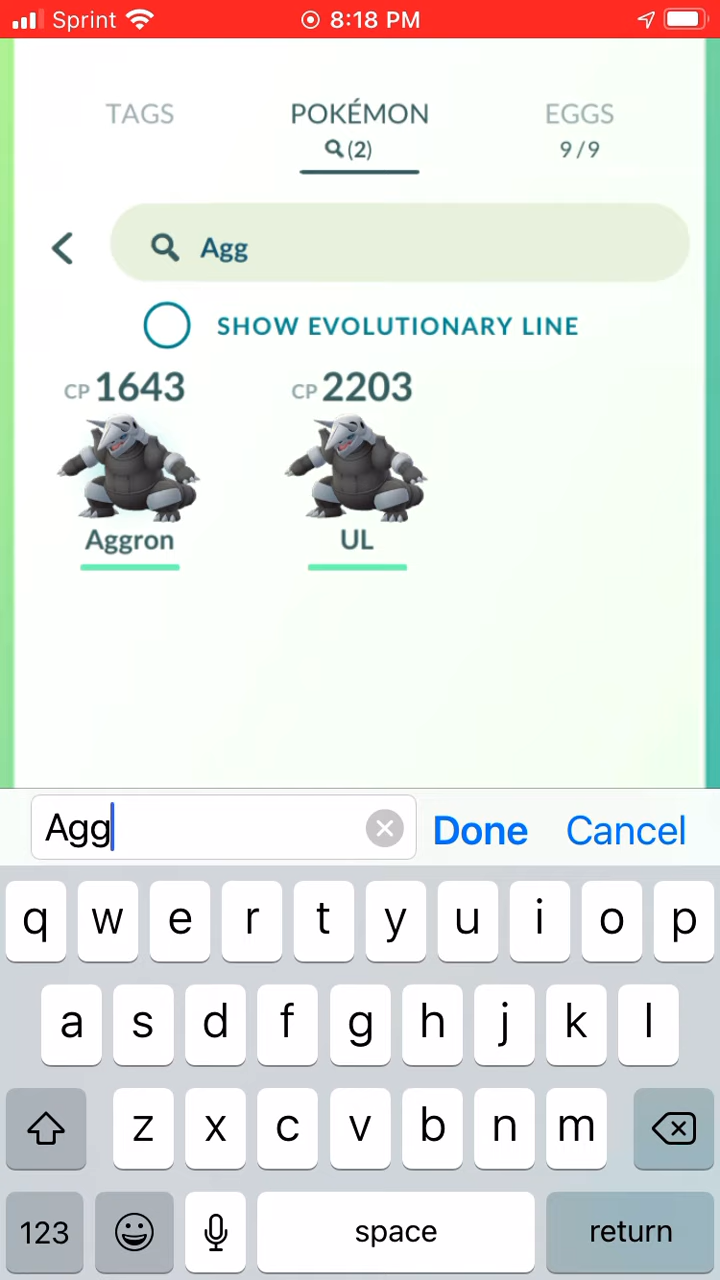 Sprint 8:18 PM
TAGS POKÉMON EGGS
(2) 9/9
Agg
SHOW EVOLUTIONARY LINE
CP 1643 CP 2203
Aggron UL
Agg Done Cancel
q w e r t y u i o p
a s d f g h j k l
z x c v b n m
123 space return